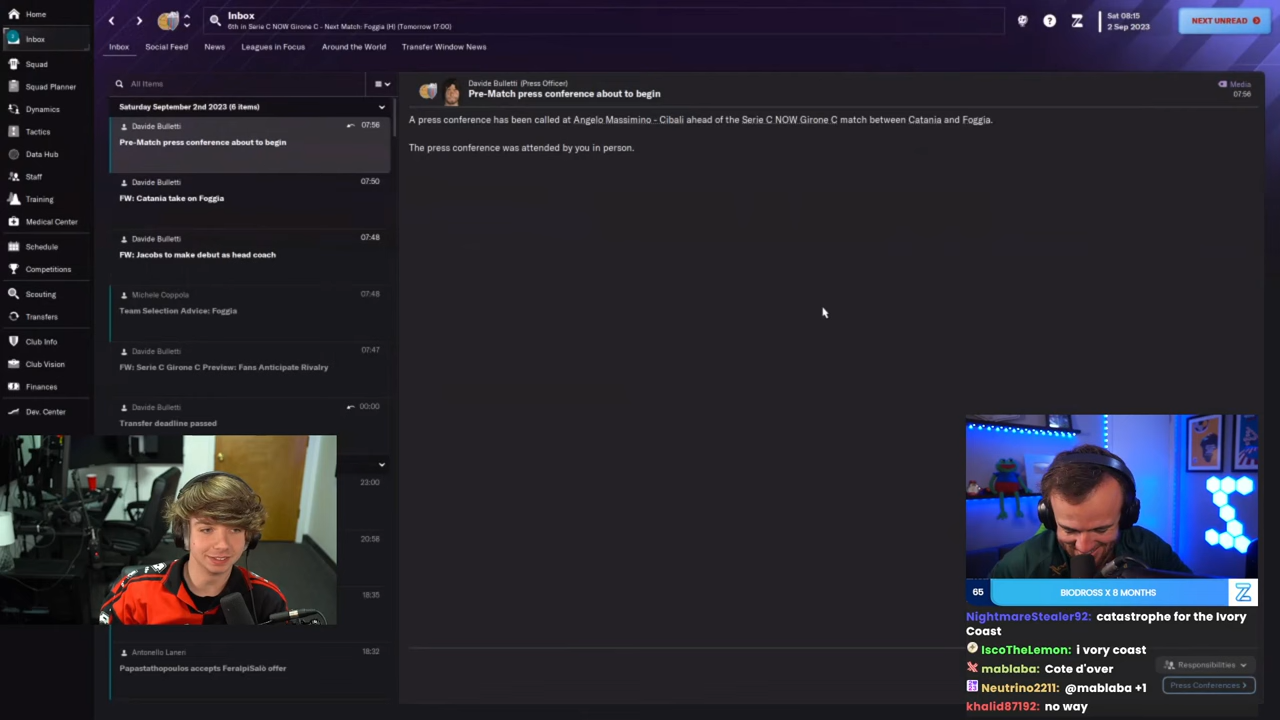 Home
Inbox
Squad
Squad Planner
Dynamics
Tactics
Data Hub
Staff
Training
Medical Center
Schedule
Competitions
Scouting
Transfers
Club Info
Club Vision
Finances
Dev. Center
Inbox
6th in Serie C NOW Girone C - Next Match: Foggia (H) (Tomorrow 17:00)
Sat 08:15
2 Sep 2023
NEXT UNREAD
Inbox
Social Feed
News
Leagues in Focus
Around the World
Transfer Window News
All Items
Saturday September 2nd 2023 (6 items)
Davide Bulletti
07:56
Pre-Match press conference about to begin
Davide Bulletti
07:50
FW: Catania take on Foggia
Davide Bulletti
07:48
FW: Jacobs to make debut as head coach
Michele Coppola
07:48
Team Selection Advice: Foggia
Davide Bulletti
07:47
FW: Serie C Girone C Preview: Fans Anticipate Rivalry
Davide Bulletti
00:00
Transfer deadline passed
23:00
20:58
18:35
Antonello Laneri
18:32
Papastathopoulos accepts FeralpiSalò offer
Davide Bulletti (Press Officer)
Pre-Match press conference about to begin
Media
07:56
A press conference has been called at Angelo Massimino - Cibali ahead of the Serie C NOW Girone C match between Catania and Foggia.
The press conference was attended by you in person.
65
BIODROSS X 8 MONTHS
NightmareStealer92: catastrophe for the Ivory
Coast
IscoTheLemon: i vory coast
mablaba: Cote d'over
Neutrino2211: @mablaba +1
khalid87192: no way
Responsibilities
Press Conferences >